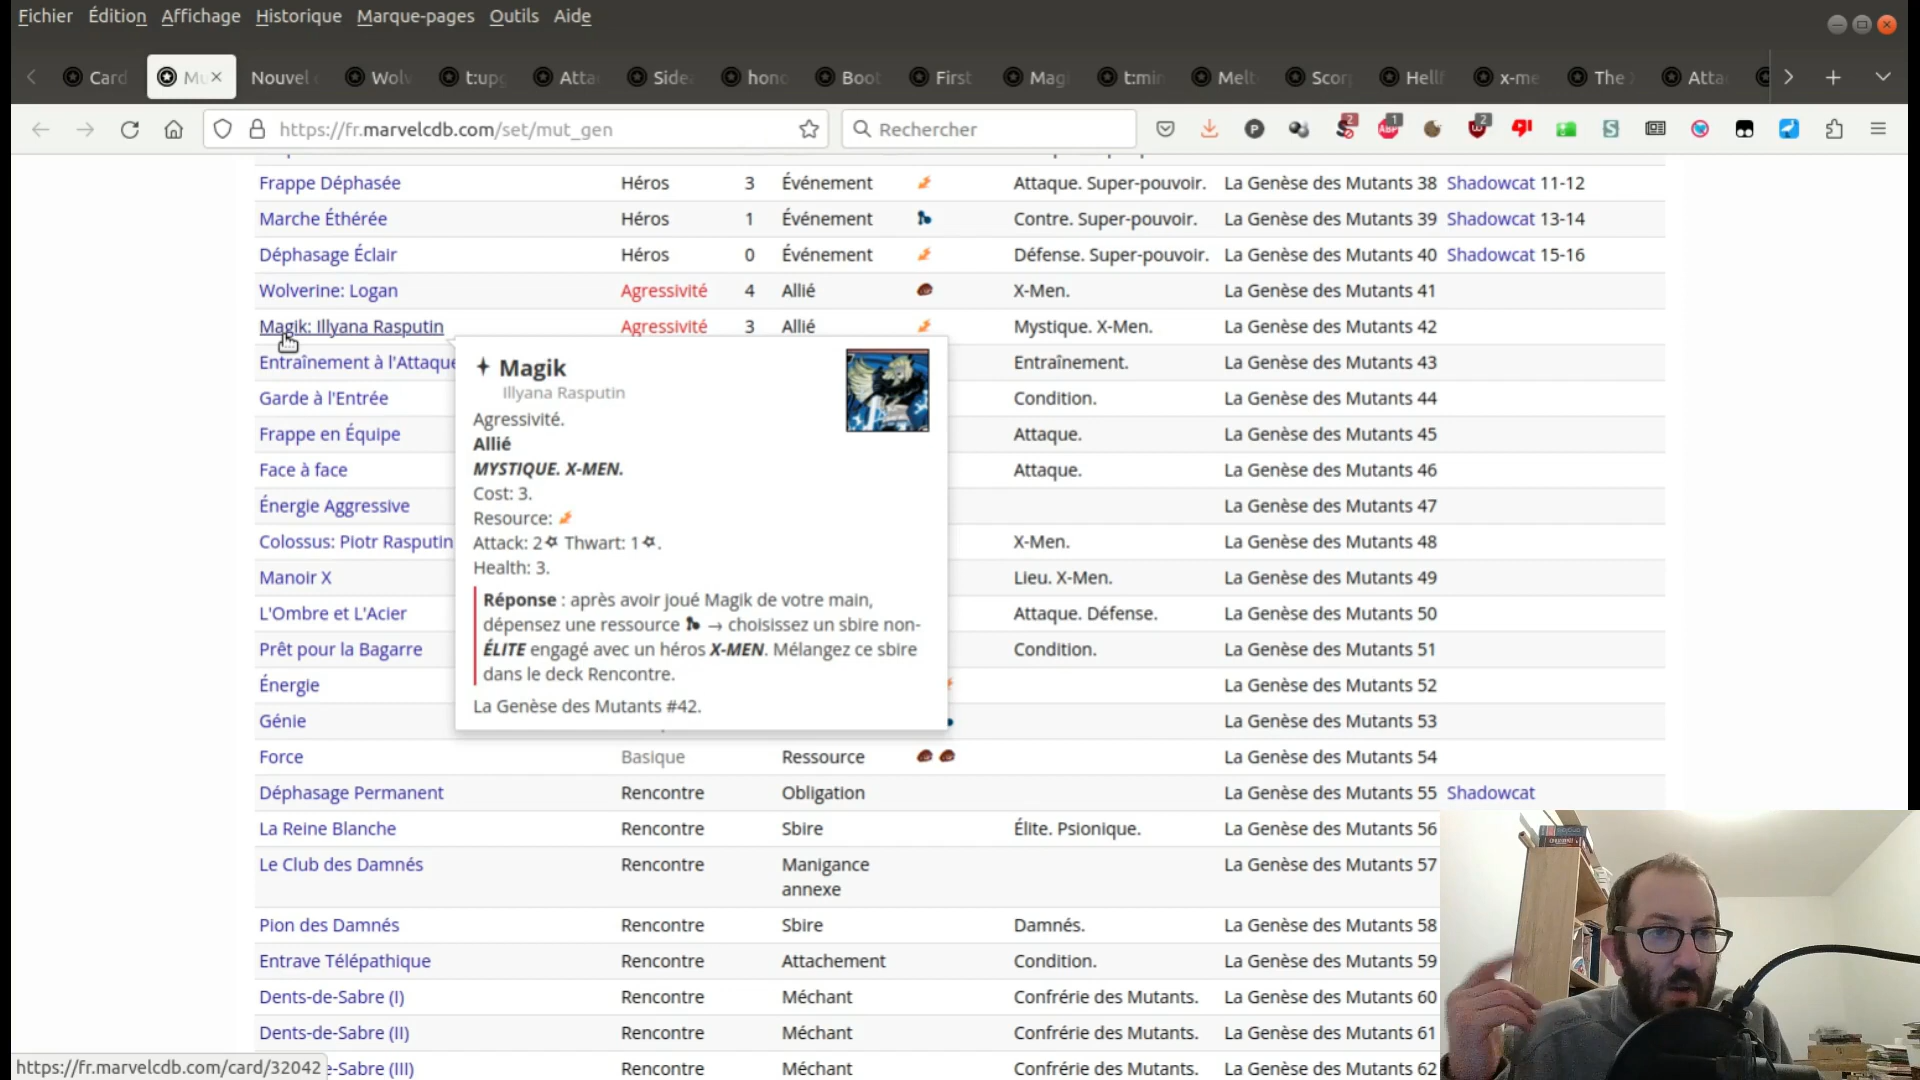 Fichier Édition Affichage Historique Marque-pages Outils Aide
Card Mu Nouvel Wolv t:upg Atta Side hono Boot First Magi t:min Melt Scor Hellf x-me The Atta
https://fr.marvelcdb.com/set/mut_gen Rechercher 2 1 2
Frappe Déphasée Héros 3 Événement Attaque. Super-pouvoir. La Genèse des Mutants 38 Shadowcat 11-12
Marche Éthérée Héros 1 Événement Contre. Super-pouvoir. La Genèse des Mutants 39 Shadowcat 13-14
Déphasage Éclair Héros 0 Événement Défense. Super-pouvoir. La Genèse des Mutants 40 Shadowcat 15-16
Wolverine: Logan Agressivité 4 Allié X-Men. La Genèse des Mutants 41
Magik: Illyana Rasputin Agressivité 3 Allié Mystique. X-Men. La Genèse des Mutants 42
Entraînement à l'Attaque Entraînement. La Genèse des Mutants 43
Garde à l'Entrée Condition. La Genèse des Mutants 44
Frappe en Équipe Attaque. La Genèse des Mutants 45
Face à face Attaque. La Genèse des Mutants 46
Énergie Aggressive La Genèse des Mutants 47
Colossus: Piotr Rasputin X-Men. La Genèse des Mutants 48
Manoir X Lieu. X-Men. La Genèse des Mutants 49
L'Ombre et L'Acier Attaque. Défense. La Genèse des Mutants 50
Prêt pour la Bagarre Condition. La Genèse des Mutants 51
Énergie La Genèse des Mutants 52
Génie La Genèse des Mutants 53
Magik
Illyana Rasputin
Agressivité.
Allié
MYSTIQUE. X-MEN.
Cost: 3.
Resource:
Attack: 2 Thwart: 1.
Health: 3.
Réponse : après avoir joué Magik de votre main,
dépensez une ressource → choisissez un sbire non-
ÉLITE engagé avec un héros X-MEN. Mélangez ce sbire
dans le deck Rencontre.
La Genèse des Mutants #42.
Force Basique Ressource La Genèse des Mutants 54
Déphasage Permanent Rencontre Obligation La Genèse des Mutants 55 Shadowcat
La Reine Blanche Rencontre Sbire Élite. Psionique. La Genèse des Mutants 56
Le Club des Damnés Rencontre Manigance La Genèse des Mutants 57
annexe
Pion des Damnés Rencontre Sbire Damnés. La Genèse des Mutants 58
Entrave Télépathique Rencontre Attachement Condition. La Genèse des Mutants 59
Dents-de-Sabre (I) Rencontre Méchant Confrérie des Mutants. La Genèse des Mutants 60
Dents-de-Sabre (II) Rencontre Méchant Confrérie des Mutants. La Genèse des Mutants 61
e-Sabre (III) Rencontre Méchant Confrérie des Mutants. La Genèse des Mutants 62
https://fr.marvelcdb.com/card/32042